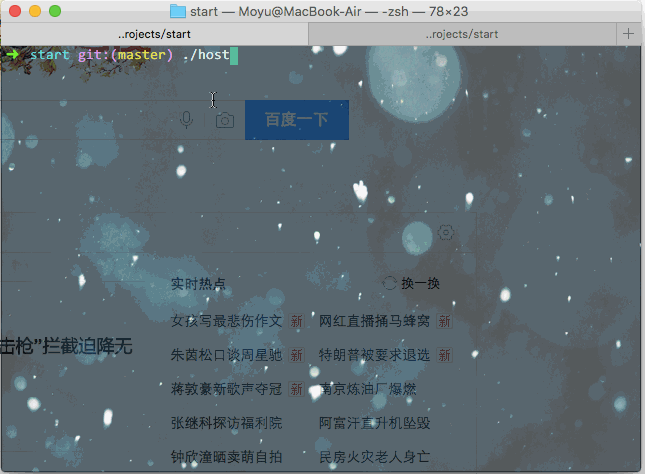 start — Moyu@MacBook-Air — -zsh — 78×23
..rojects/start ..rojects/start +
➜ start git:(master) ./host
百度一下
实时热点 换一换
女孩写最悲伤作文 新 网红直播捅马蜂窝 新
击枪”拦截迫降无
朱茵松口谈周星驰 新 特朗普被要求退选 新
蒋敦豪新歌声夺冠 新 南京炼油厂爆燃
张继科探访福利院 阿富汗直升机坠毁
钟欣潼晒卖萌自拍 民房火灾老人身亡